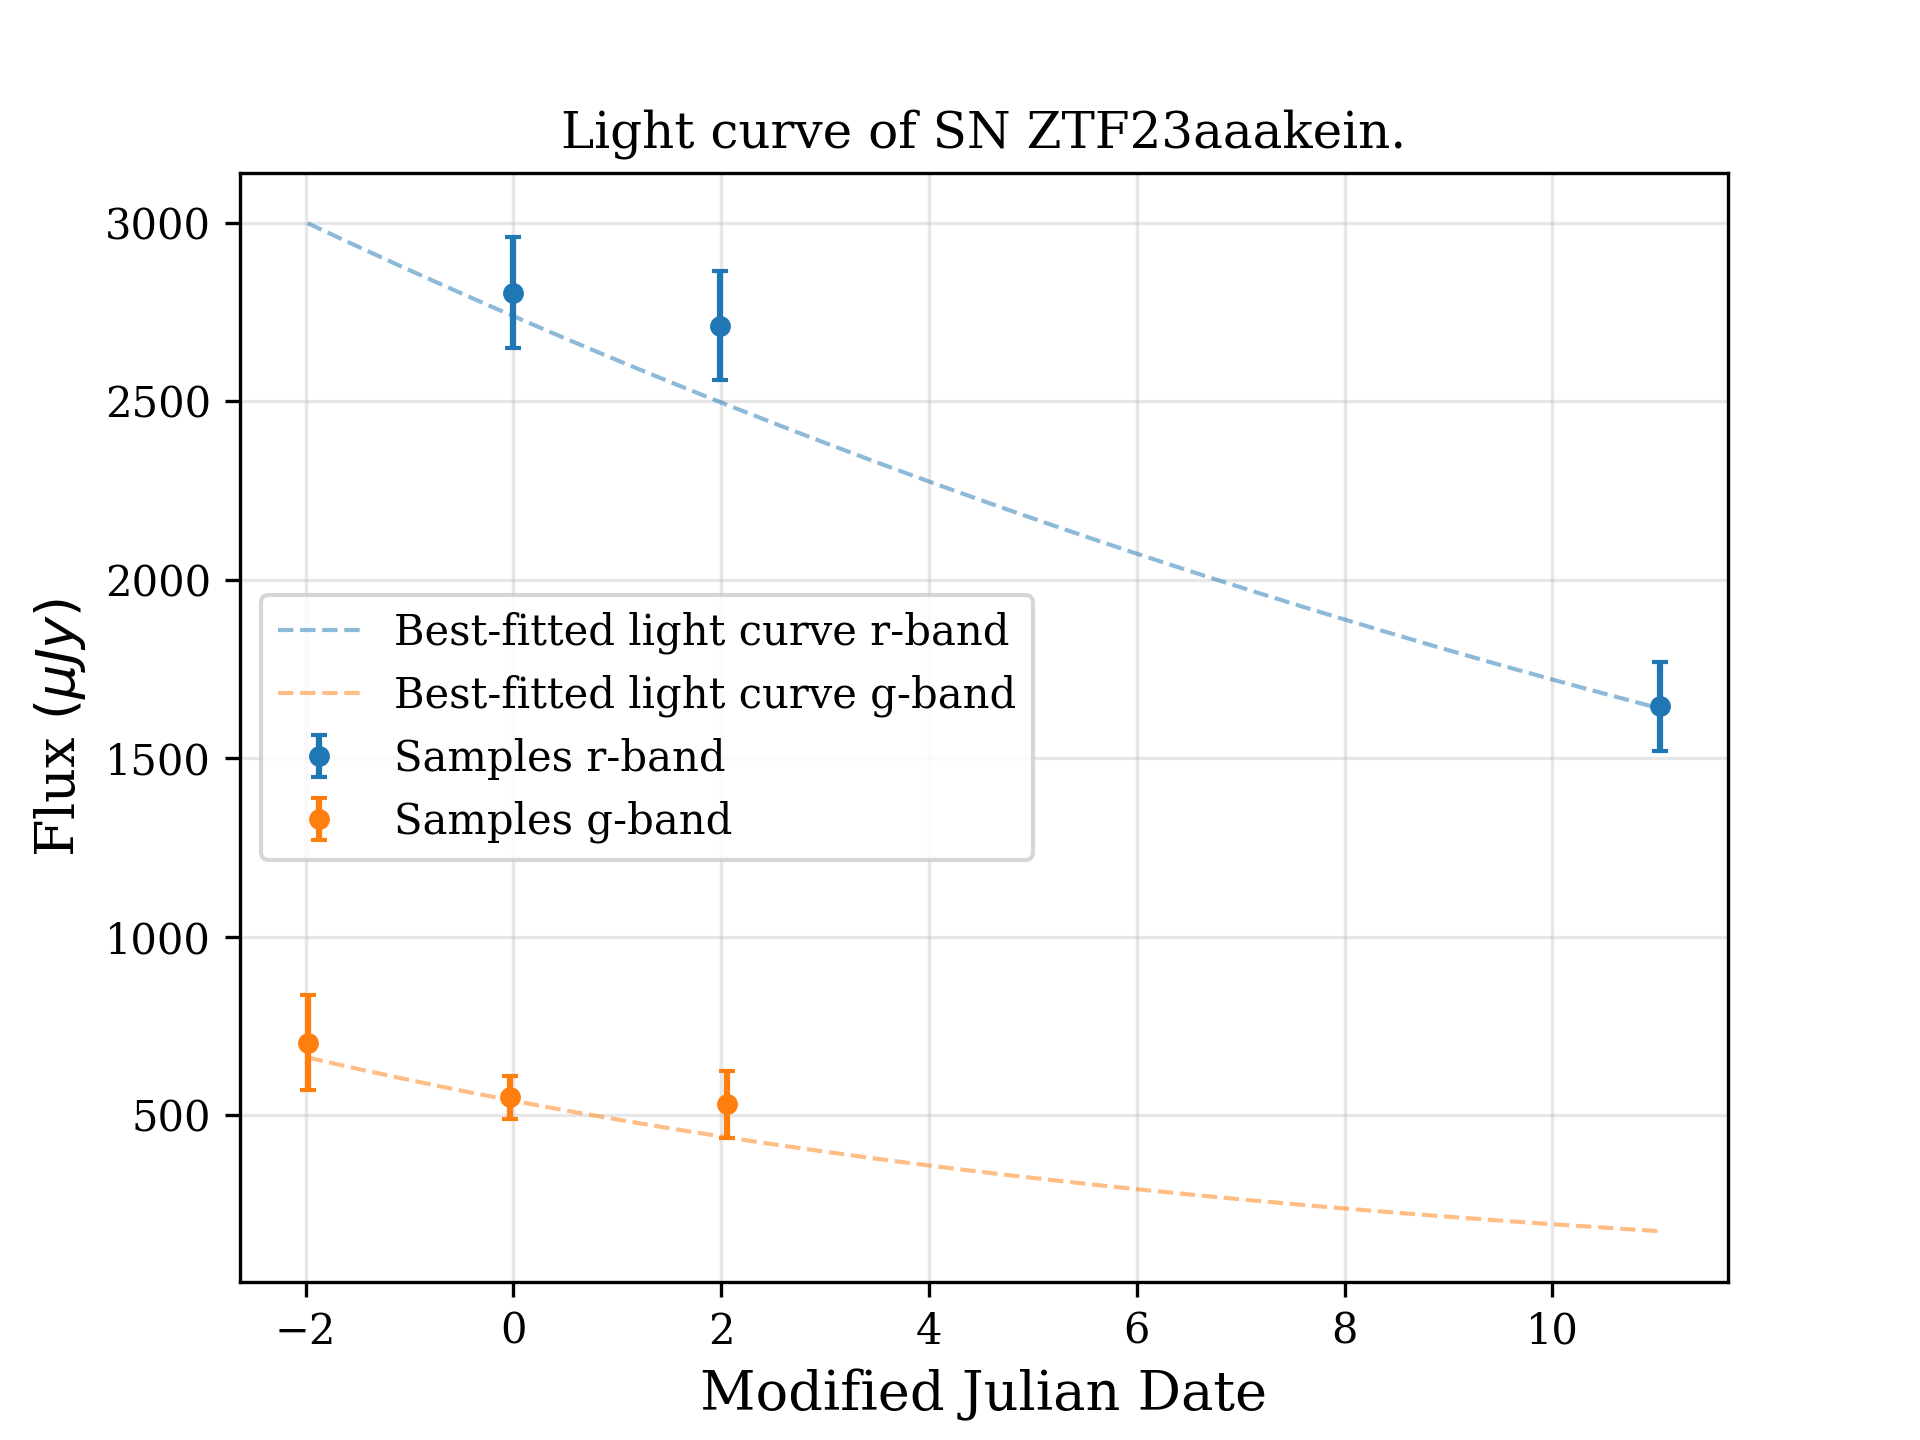 Light curve of SN ZTF23aaakein.
3000
2500
2000
1500
1000
500
Flux (μJy)
Best-fitted light curve r-band
Best-fitted light curve g-band
Samples r-band
Samples g-band
−2 0 2 4 6 8 10
Modified Julian Date